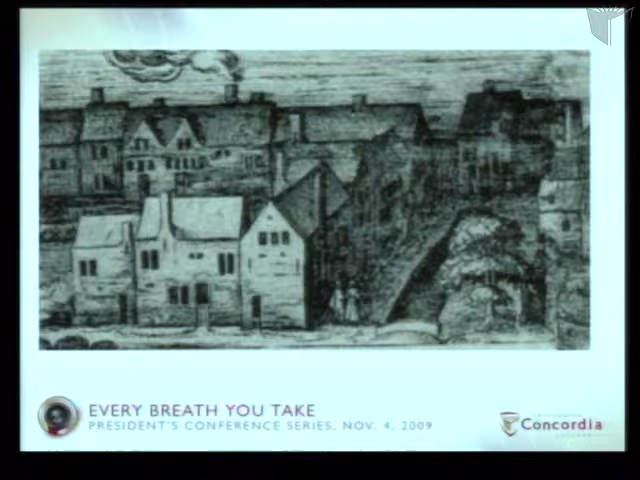 EVERY BREATH YOU TAKE
PRESIDENT'S CONFERENCE SERIES, NOV. 4, 2009
Concordia